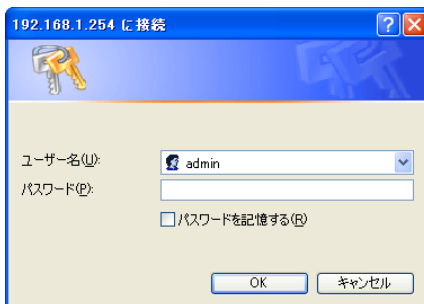 192.168.1.254 に接続
ユーザー名(U):
admin
パスワード(P):
パスワードを記憶する(R)
OK
キャンセル